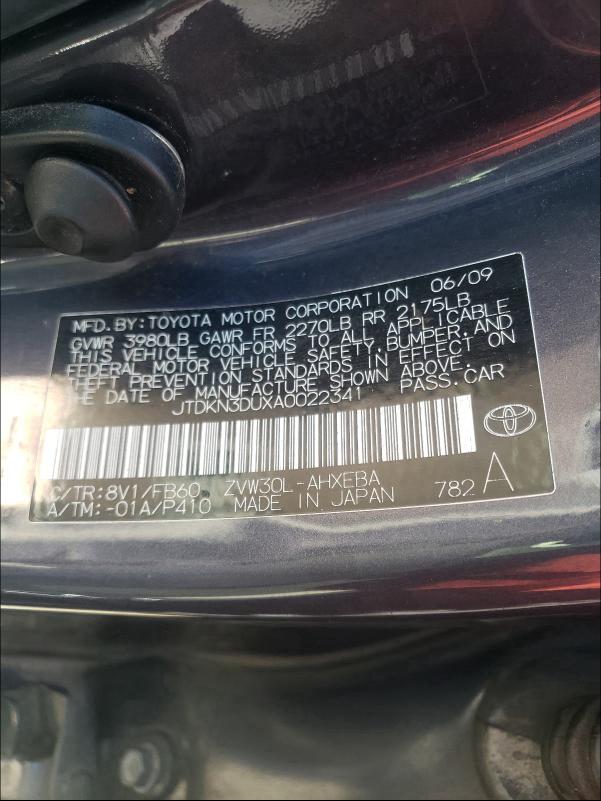 MFD. BY: TOYOTA MOTOR CORPORATION 06/09
GVWR 3980LB GAWR FR 2270LB RR 2175LB
THIS VEHICLE CONFORMS TO ALL APPLICABLE
FEDERAL MOTOR VEHICLE SAFETY, BUMPER, AND
THEFT PREVENTION STANDARDS IN EFFECT ON
THE DATE OF MANUFACTURE SHOWN ABOVE.
JTDKN3DUXA0022341 PASS. CAR
C/TR: 8V1/FB60 ZVW30L-AHXEBA
A/TM: -01A/P410 MADE IN JAPAN 782 A